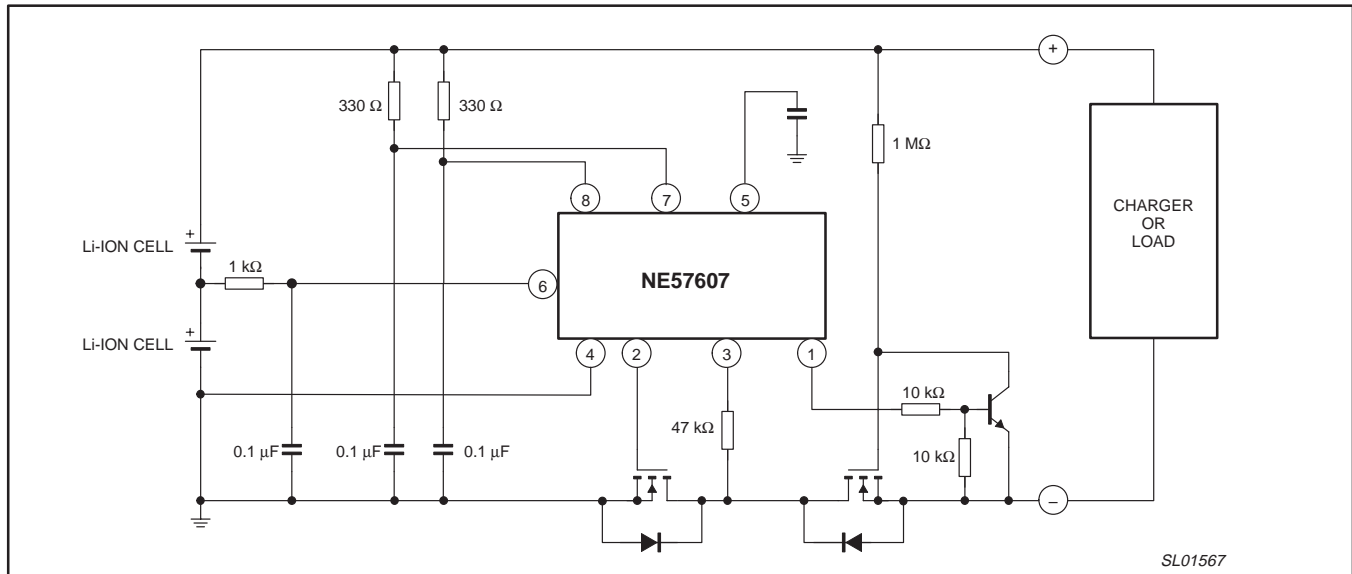 +
330 Ω
330 Ω
1 MΩ
8
7
5
CHARGER
OR
LOAD
+
Li-ION CELL
1 kΩ
6
NE57607
+
Li-ION CELL
4
2
3
1
10 kΩ
47 kΩ
0.1 µF
0.1 µF
0.1 µF
10 kΩ
–
SL01567